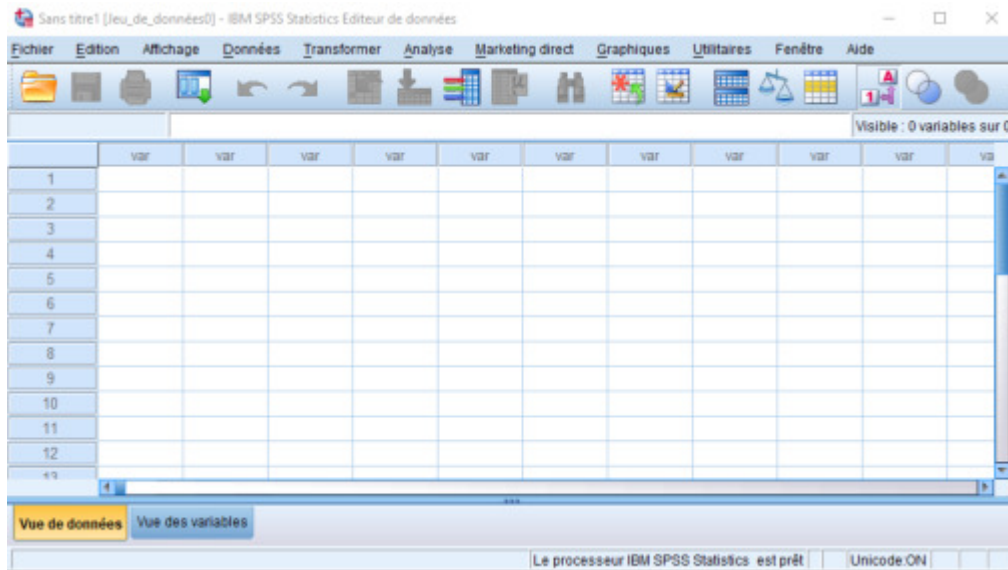 Sans titre1 [Jeu_de_données0] - IBM SPSS Statistics Editeur de données
Fichier Edition Affichage Données Transformer Analyse Marketing direct Graphiques Utilitaires Fenêtre Aide
Visible : 0 variables sur 0
var var var var var var var var var var va
1
2
3
4
5
6
7
8
9
10
11
12
13
Vue de données Vue des variables
Le processeur IBM SPSS Statistics est prêt Unicode:ON